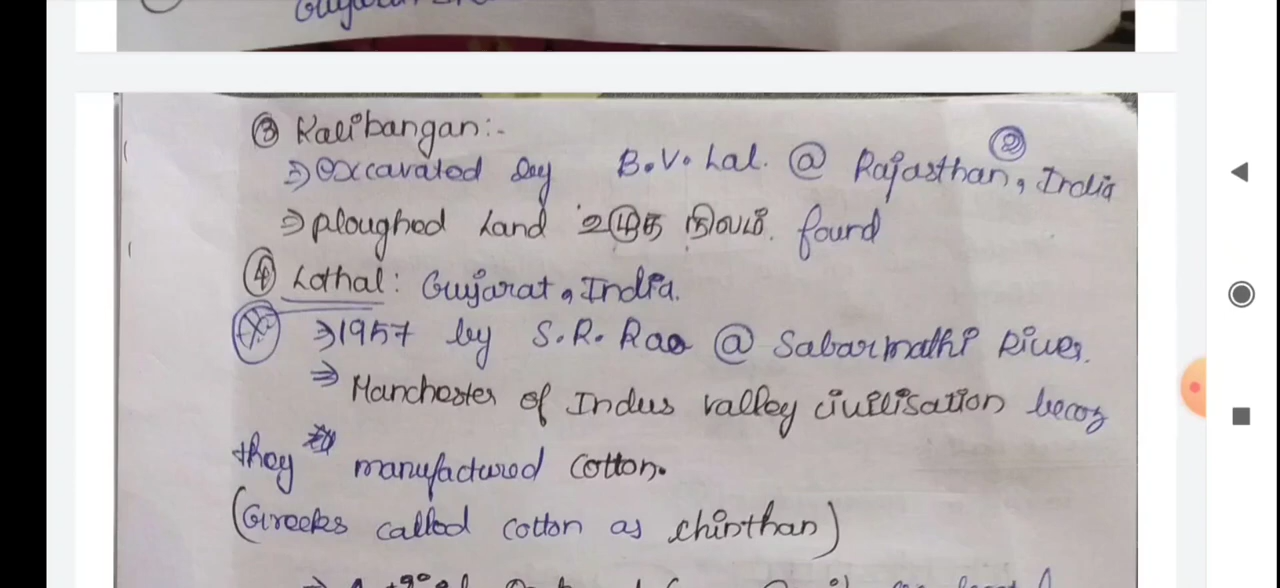 ③ Kalibangan:-
②
⇒ excavated by B.V. Lal. @ Rajasthan, India
⇒ ploughed Land உழுத நிலம். found
④ Lothal: Gujarat, India.
⇒ 1957 by S.R. Rao @ Sabarmathi River.
⇒ Manchester of Indus valley civilisation becoz
they manufactured cotton.
(Greeks called cotton as chinthan)